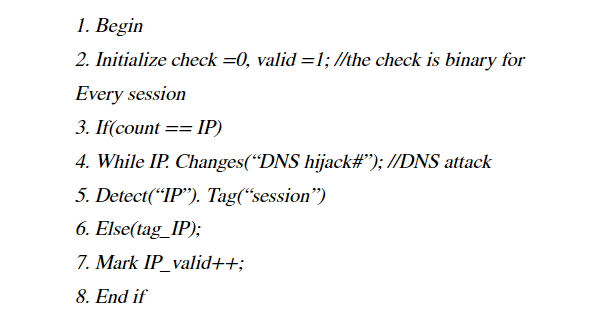 1. Begin
2. Initialize check =0, valid =1; //the check is binary for
Every session
3. If(count == IP)
4. While IP. Changes(“DNS hijack#”); //DNS attack
5. Detect(“IP”). Tag(“session”)
6. Else(tag_IP);
7. Mark IP_valid++;
8. End if